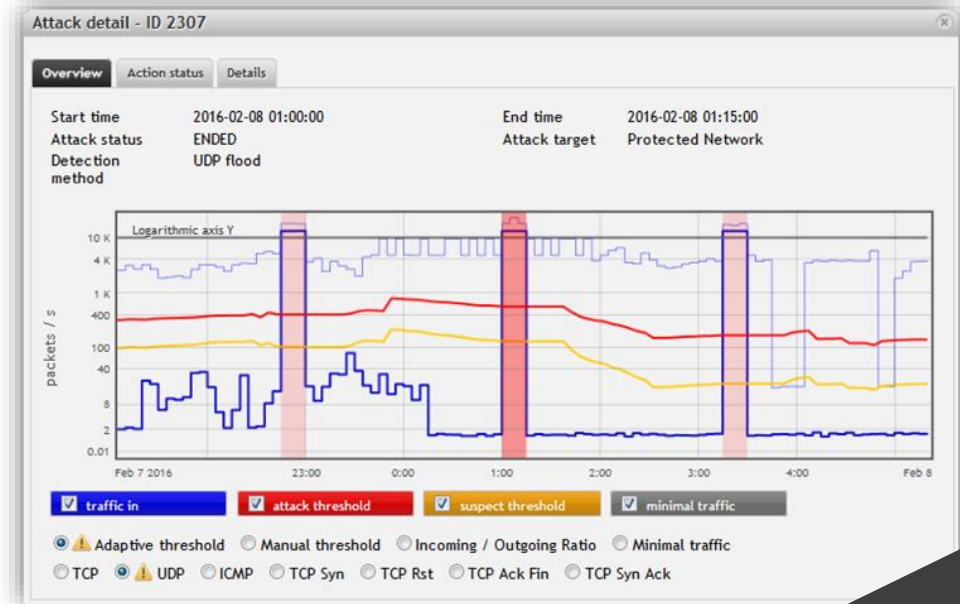 Attack detail - ID 2307
Overview Action status Details
Start time 2016-02-08 01:00:00 End time 2016-02-08 01:15:00
Attack status ENDED Attack target Protected Network
Detection method UDP flood
Logarithmic axis Y
packets / s
10 K
4 K
1 K
400
100
40
8
2
0.01
Feb 7 2016 23:00 0:00 1:00 2:00 3:00 4:00 Feb 8
traffic in attack threshold suspect threshold minimal traffic
Adaptive threshold Manual threshold Incoming / Outgoing Ratio Minimal traffic
TCP UDP ICMP TCP Syn TCP Rst TCP Ack Fin TCP Syn Ack